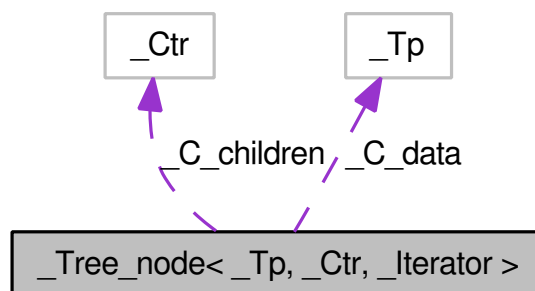 _Ctr _Tp
_C_children _C_data
_Tree_node< _Tp, _Ctr, _Iterator >